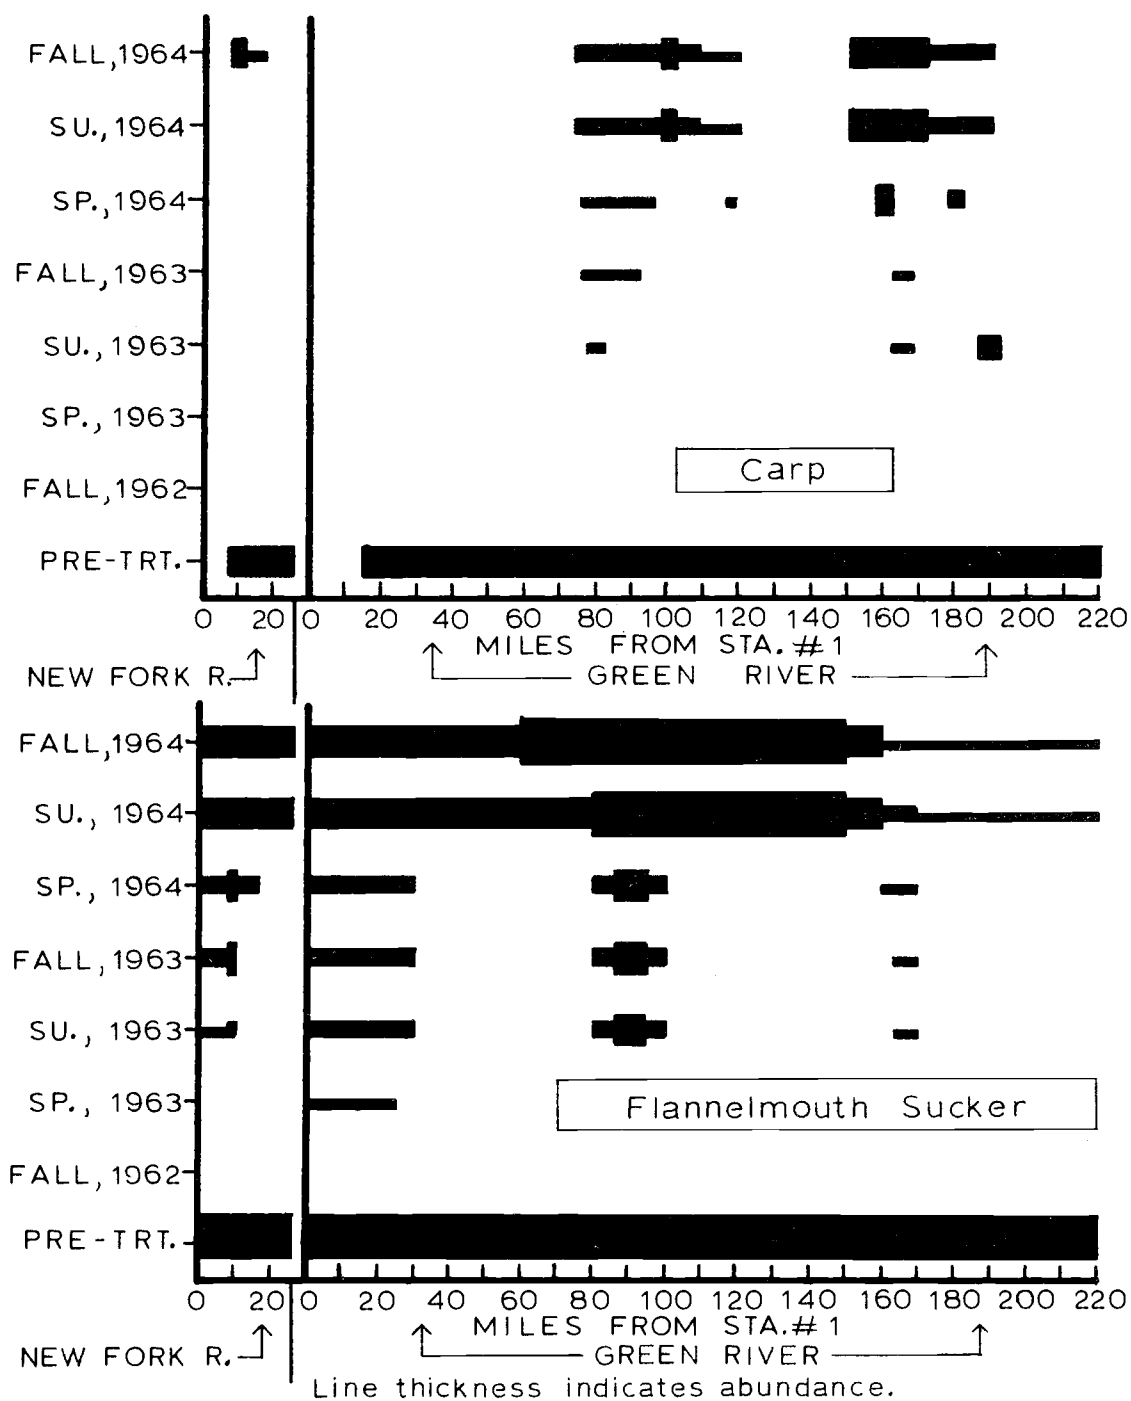 FALL,1964
SU.,1964
SP.,1964
FALL,1963
SU.,1963
SP.,1963
Carp
FALL,1962
PRE-TRT.
0 20 0 20 40 60 80 100 120 140 160 180 200 220
MILES FROM STA.#1
NEW FORK R. GREEN RIVER
FALL,1964
SU., 1964
SP., 1964
FALL,1963
SU., 1963
SP., 1963
Flannelmouth Sucker
FALL,1962
PRE-TRT.
0 20 0 20 40 60 80 100 120 140 160 180 200 220
MILES FROM STA.#1
NEW FORK R. GREEN RIVER
Line thickness indicates abundance.